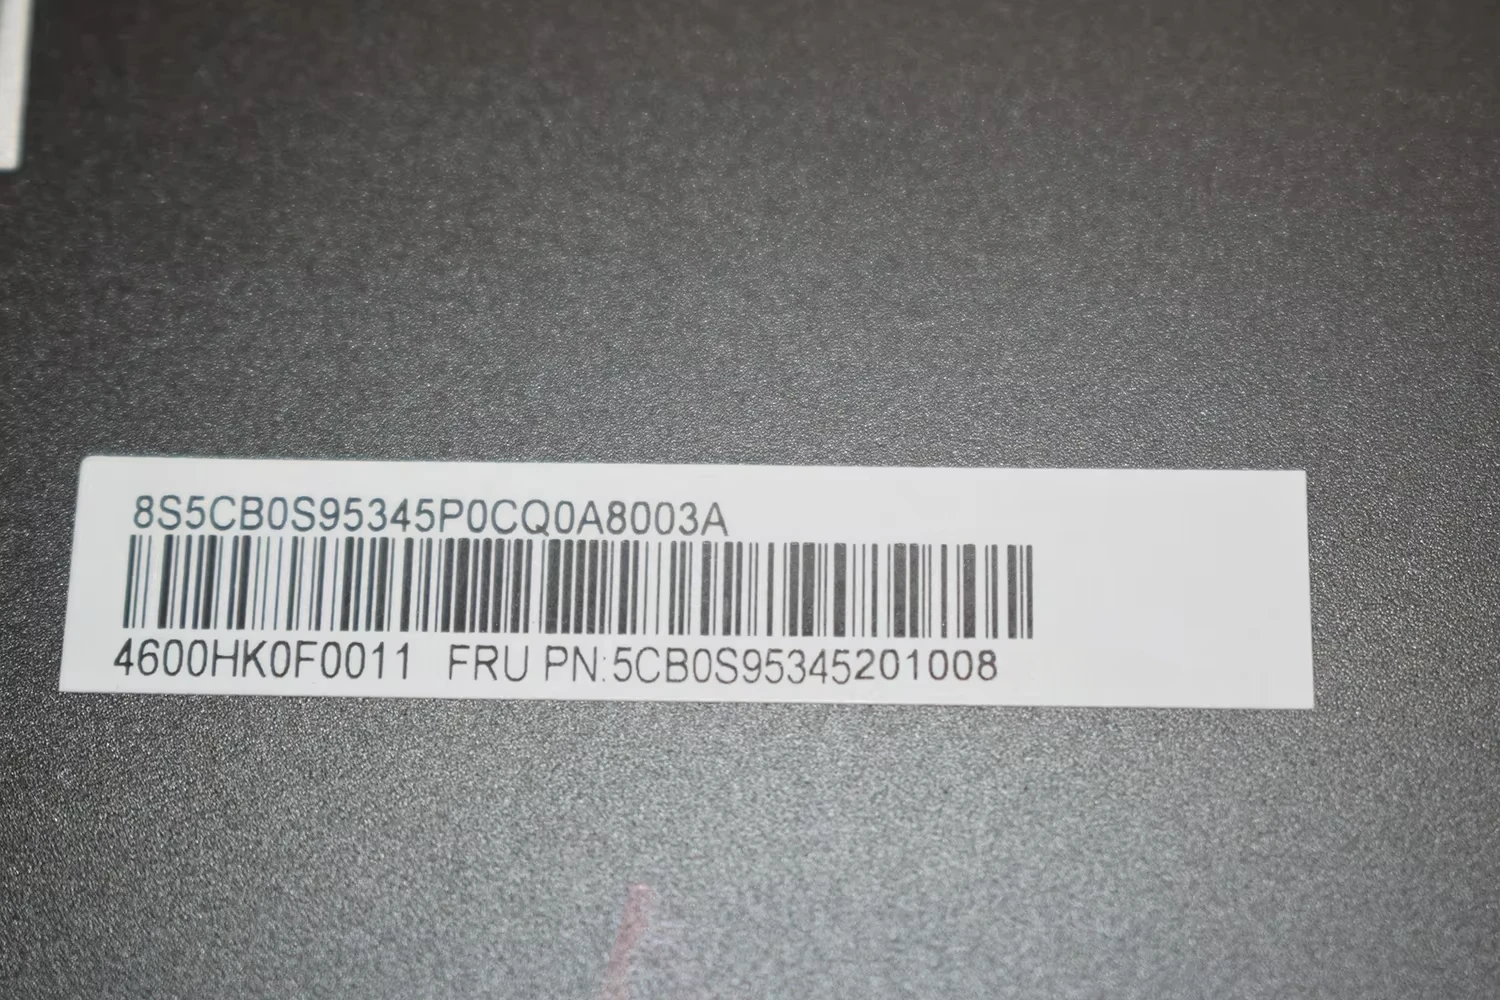 8S5CB0S95345P0CQ0A8003A
4600HK0F0011 FRU PN:5CB0S95345201008